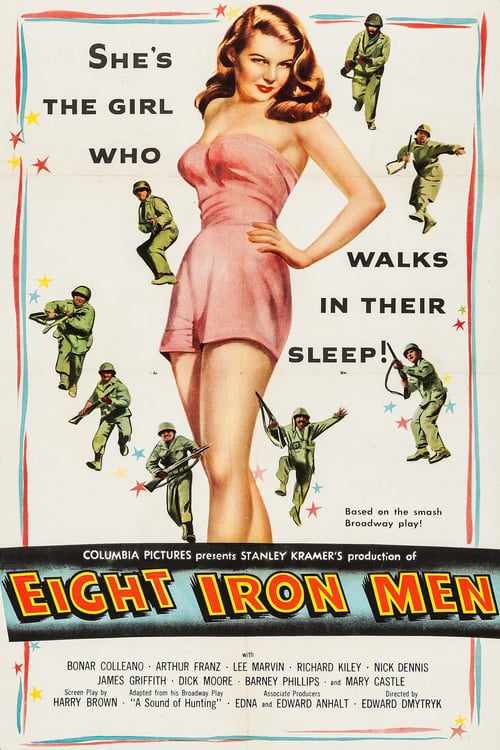 SHE'S
THE GIRL
WHO
WALKS
IN THEIR
SLEEP!
Based on the smash
Broadway play!
COLUMBIA PICTURES presents STANLEY KRAMER'S production of
EIGHT IRON MEN
with
BONAR COLLEANO · ARTHUR FRANZ · LEE MARVIN · RICHARD KILEY · NICK DENNIS
JAMES GRIFFITH · DICK MOORE · BARNEY PHILLIPS · and MARY CASTLE
Screen Play by Adapted from his Broadway Play Associate Producers Directed by
HARRY BROWN · "A Sound of Hunting" · EDNA and EDWARD ANHALT · EDWARD DMYTRYK